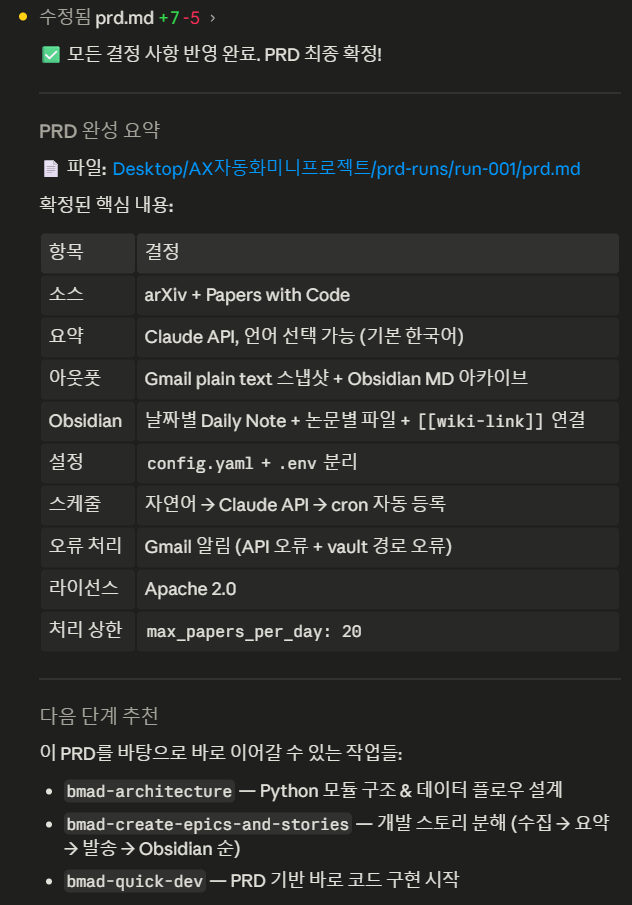 수정됨 prd.md +7 -5 >
✅ 모든 결정 사항 반영 완료. PRD 최종 확정!
PRD 완성 요약
📄 파일: Desktop/AX자동화미니프로젝트/prd-runs/run-001/prd.md
확정된 핵심 내용:
항목 결정
소스 arXiv + Papers with Code
요약 Claude API, 언어 선택 가능 (기본 한국어)
아웃풋 Gmail plain text 스냅샷 + Obsidian MD 아카이브
Obsidian 날짜별 Daily Note + 논문별 파일 + [[wiki-link]] 연결
설정 config.yaml + .env 분리
스케줄 자연어 → Claude API → cron 자동 등록
오류 처리 Gmail 알림 (API 오류 + vault 경로 오류)
라이선스 Apache 2.0
처리 상한 max_papers_per_day: 20
다음 단계 추천
이 PRD를 바탕으로 바로 이어갈 수 있는 작업들:
• bmad-architecture — Python 모듈 구조 & 데이터 플로우 설계
• bmad-create-epics-and-stories — 개발 스토리 분해 (수집 → 요약
→ 발송 → Obsidian 순)
• bmad-quick-dev — PRD 기반 바로 코드 구현 시작